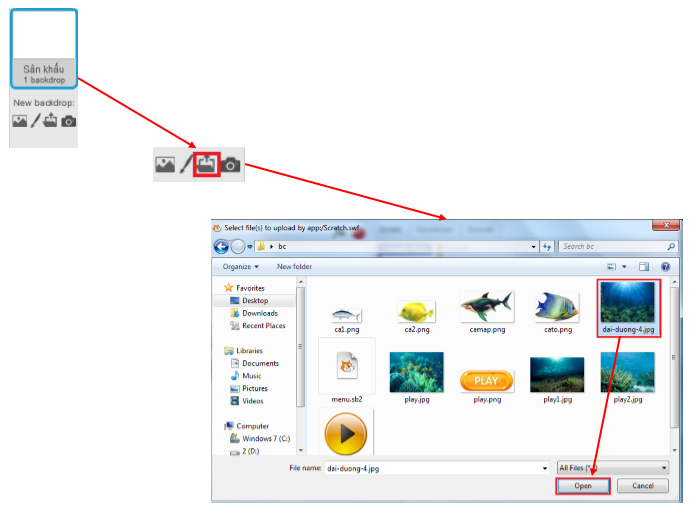 Sân khấu
1 backdrop
New backdrop:
Select file(s) to upload by app:/Scratch.swf
bc
Search bc
Organize
New folder
Favorites
Desktop
Downloads
Recent Places
Libraries
Documents
Music
Pictures
Videos
Computer
Windows 7 (C:)
2 (D:)
ca1.png
ca2.png
camap.png
cato.png
dai-duong-4.jpg
menu.sb2
play.jpg
PLAY
play.png
play1.jpg
play2.jpg
File name:
dai-duong-4.jpg
All Files
Open
Cancel